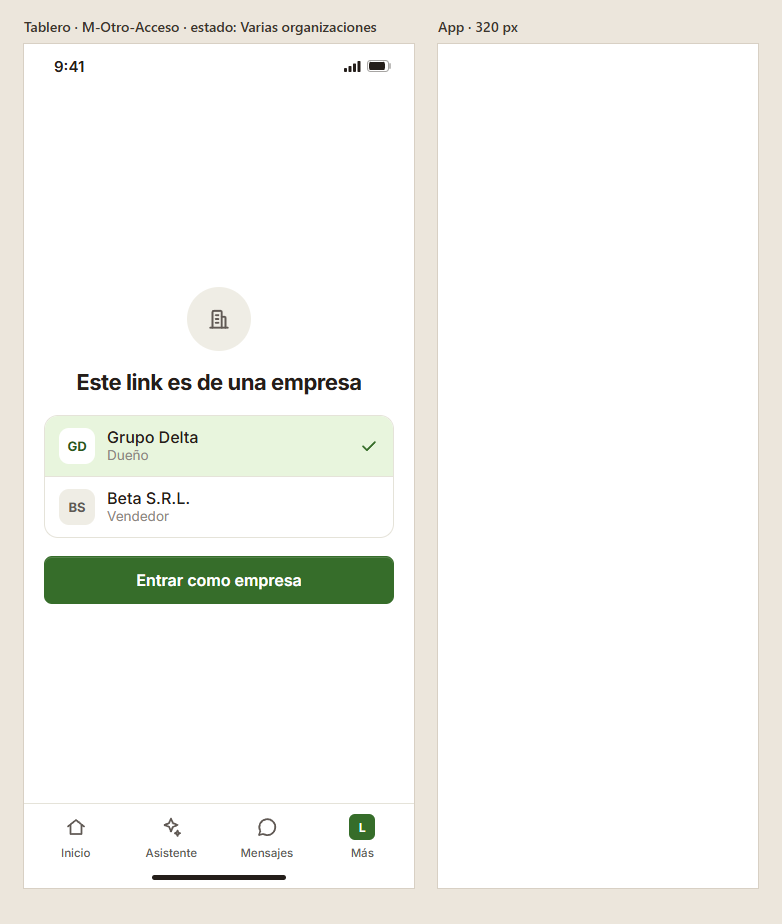 Tablero · M-Otro-Acceso · estado: Varias organizaciones
App · 320 px
9:41
Este link es de una empresa
GD
Grupo Delta
Dueño
BS
Beta S.R.L.
Vendedor
Entrar como empresa
L
Inicio
Asistente
Mensajes
Más